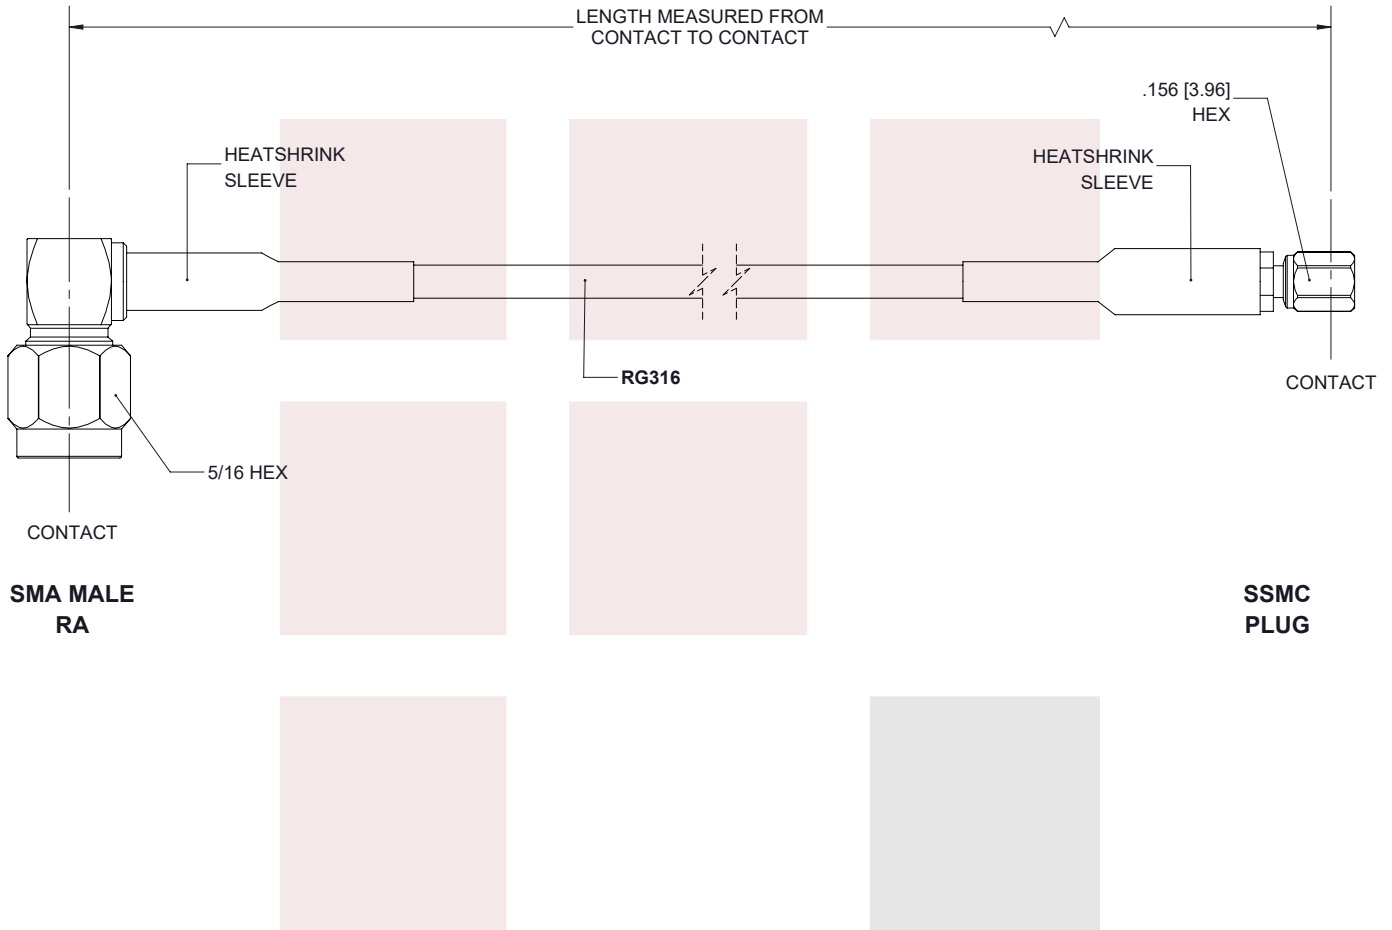 LENGTH MEASURED FROM
CONTACT TO CONTACT
.156 [3.96]
HEX
HEATSHRINK
SLEEVE
HEATSHRINK
SLEEVE
RG316
CONTACT
5/16 HEX
CONTACT
SMA MALE
RA
SSMC
PLUG